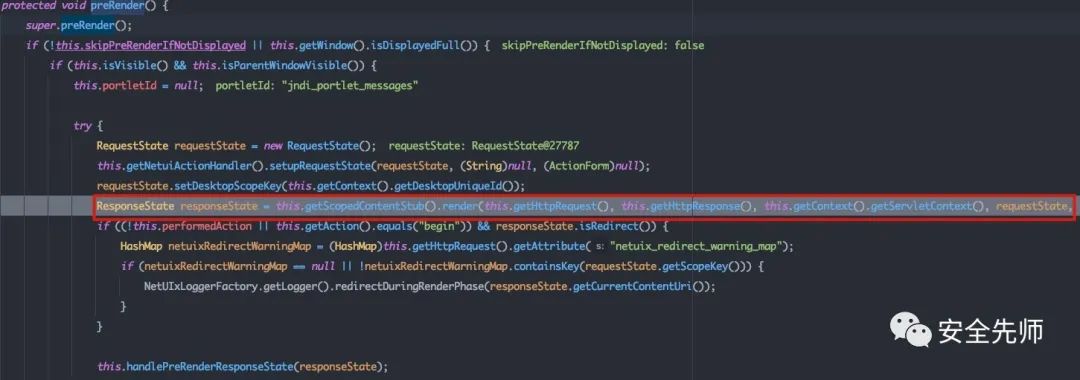 protected void preRender() {
super.preRender();
if (!this.skipPreRenderIfNotDisplayed || this.getWindow().isDisplayedFull()) {  skipPreRenderIfNotDisplayed: false
if (this.isVisible() && this.isParentWindowVisible()) {
this.portletId = null;  portletId: "jndi_portlet_messages"
try {
RequestState requestState = new RequestState();  requestState: RequestState@27787
this.getNetuiActionHandler().setupRequestState(requestState, (String)null, (ActionForm)null);
requestState.setDesktopScopeKey(this.getContext().getDesktopUniqueId());
ResponseState responseState = this.getScopedContentStub().render(this.getHttpRequest(), this.getHttpResponse(), this.getContext().getServletContext(), requestState,
if ((!this.performedAction || this.getAction().equals("begin")) && responseState.isRedirect()) {
HashMap netuixRedirectWarningMap = (HashMap)this.getHttpRequest().getAttribute( s: "netuix_redirect_warning_map");
if (netuixRedirectWarningMap == null || !netuixRedirectWarningMap.containsKey(requestState.getScopeKey())) {
NetUIxLoggerFactory.getLogger().redirectDuringRenderPhase(responseState.getCurrentContentUri());
}
}
安全先师
this.handlePreRenderResponseState(responseState);